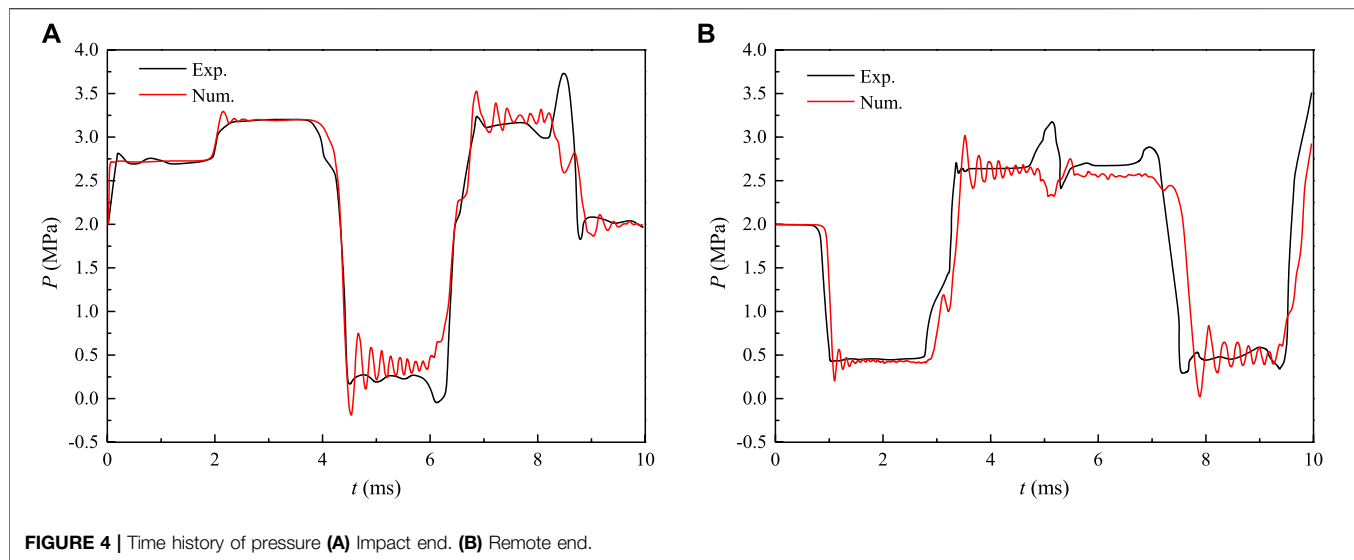 A
4.0
3.5
3.0
2.5
2.0
1.5
1.0
0.5
0.0
-0.5
P (MPa)
Exp.
Num.
0
2
4
6
8
10
t (ms)
B
4.0
3.5
3.0
2.5
2.0
1.5
1.0
0.5
0.0
-0.5
P (MPa)
Exp.
Num.
0
2
4
6
8
10
t (ms)
FIGURE 4 | Time history of pressure (A) Impact end. (B) Remote end.